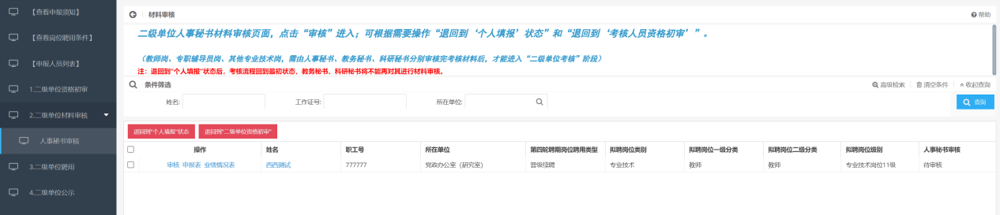 【查看申报须知】
【查看岗位聘用条件】
【申报人员列表】
1.二级单位资格初审
2.二级单位材料审核
人事秘书审核
3.二级单位聘用
4.二级单位公示
材料审核
帮助
二级单位人事秘书材料审核页面，点击“审核”进入；可根据需要操作“退回到‘个人填报’状态”和“退回到‘考核人员资格初审’”。
（教师岗、专职辅导员岗、其他专业技术岗，需由人事秘书、教务秘书、科研秘书分别审核完考核材料后，才能进入“二级单位考核”阶段）
注：退回到“个人填报”状态后，考核流程回到最初状态，教务秘书、科研秘书将不能再对其进行材料审核。
条件筛选
高级检索 清空条件 收起查询
姓名: 工作证号: 所在单位:
查询
退回到“个人填报”状态 退回到“二级单位资格初审”
操作 姓名 职工号 所在单位 第四轮聘期岗位聘用类型 拟聘岗位类别 拟聘岗位一级分类 拟聘岗位二级分类 拟聘岗位级别 人事秘书审核
审核 申报表 业绩情况表 西西测试 777777 党政办公室（研究室） 晋级续聘 专业技术 教师 教师 专业技术岗位11级 待审核